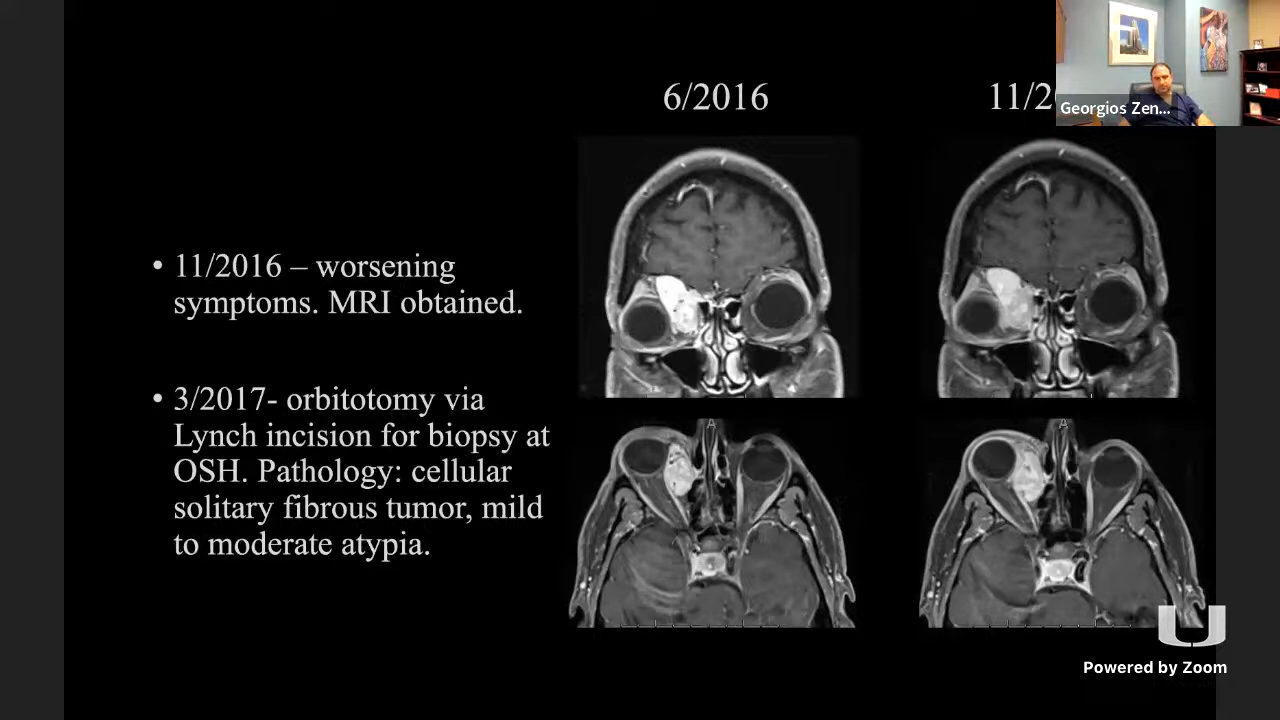 6/2016
11/2
Georgios Zen...
• 11/2016 – worsening
symptoms. MRI obtained.
• 3/2017- orbitotomy via
Lynch incision for biopsy at
OSH. Pathology: cellular
solitary fibrous tumor, mild
to moderate atypia.
A
A
U
Powered by Zoom